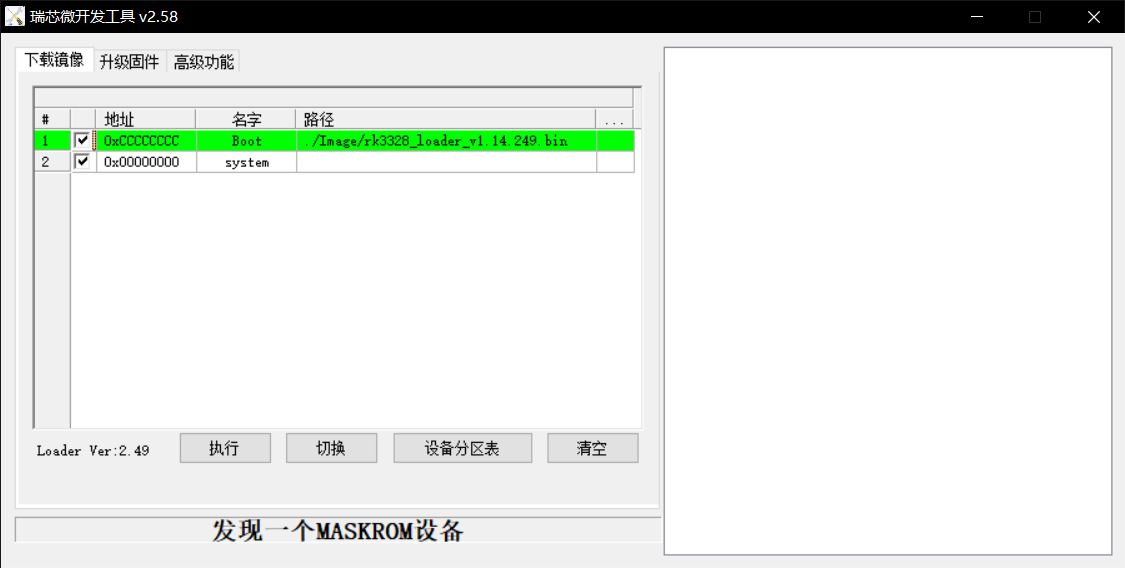 瑞芯微开发工具 v2.58
下载镜像 升级固件 高级功能
# 地址 名字 路径 ...
1 0xCCCCCCCC Boot ./Image/rk3328_loader_v1.14.249.bin
2 0x00000000 system
Loader Ver:2.49 执行 切换 设备分区表 清空
发现一个MASKROM设备